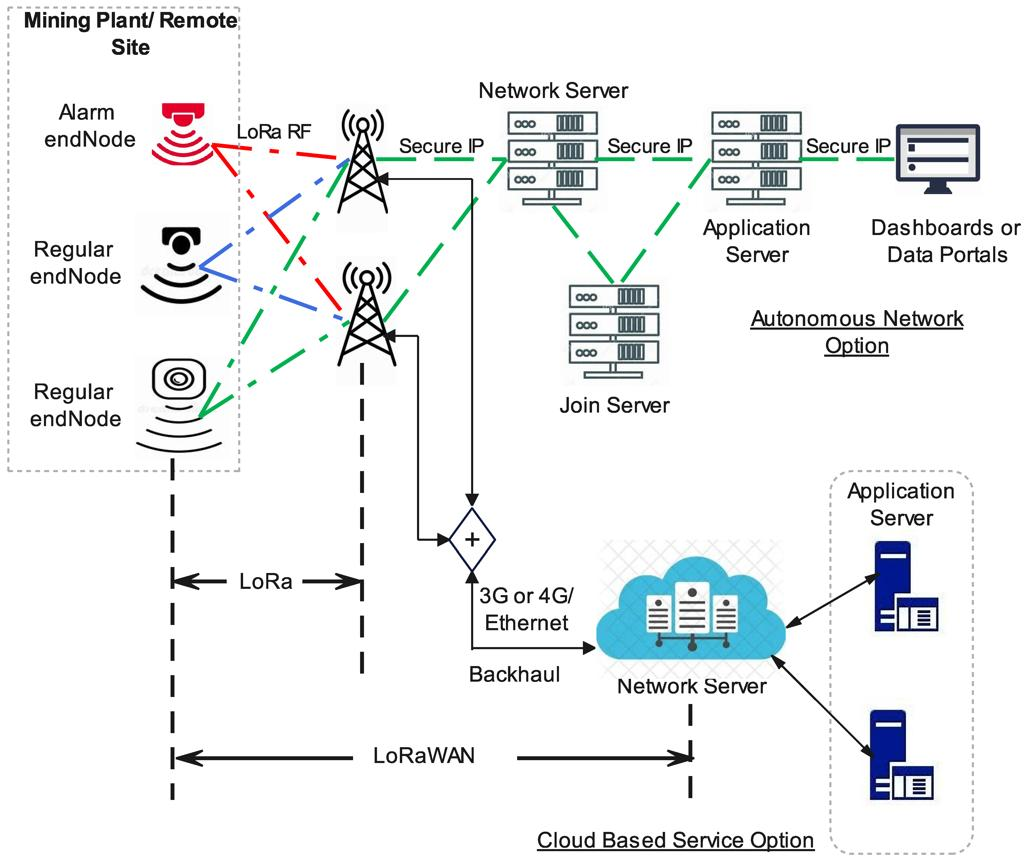 Mining Plant/ Remote
Site
Alarm
endNode
LoRa RF
Regular
endNode
Regular
endNode
Secure IP
Network Server
Secure IP
Application
Server
Secure IP
Dashboards or
Data Portals
Join Server
Autonomous Network
Option
LoRa
+
3G or 4G/
Ethernet
Backhaul
Network Server
Application
Server
LoRaWAN
Cloud Based Service Option